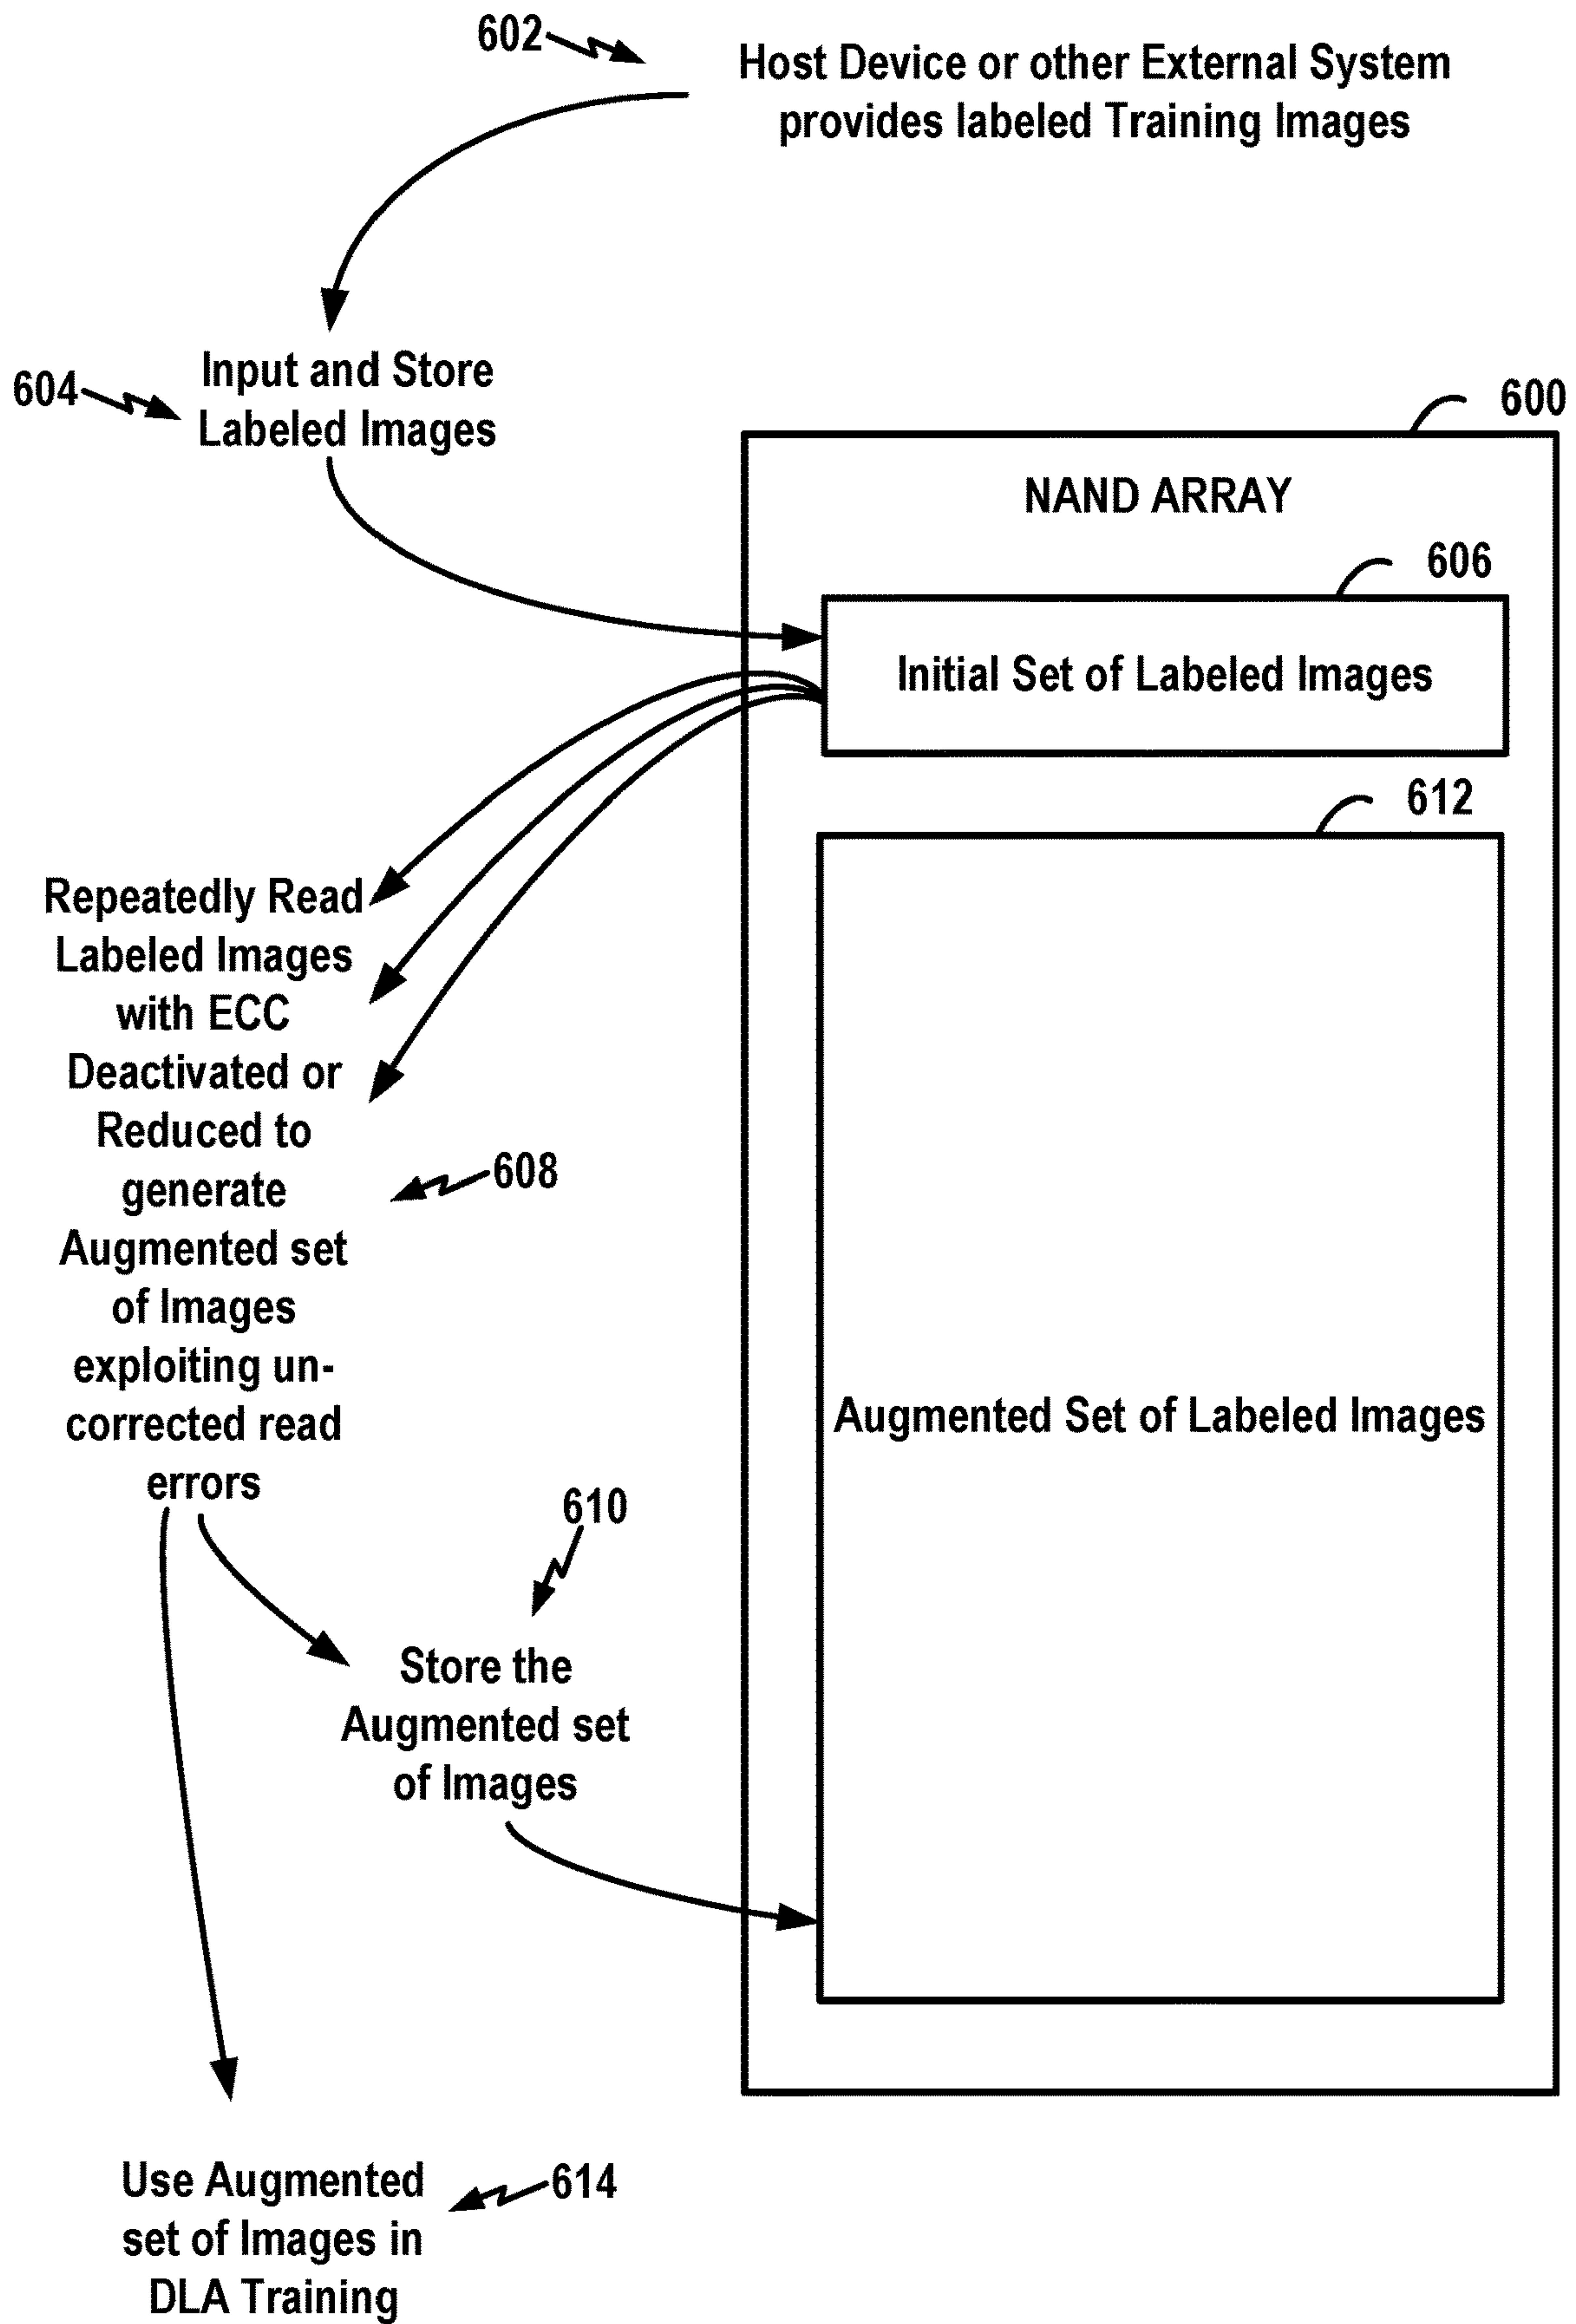 602
Host Device or other External System
provides labeled Training Images
604
Input and Store
Labeled Images
600
NAND ARRAY
606
Initial Set of Labeled Images
612
Augmented Set of Labeled Images
Repeatedly Read
Labeled Images
with ECC
Deactivated or
Reduced to
generate
Augmented set
of Images
exploiting un-
corrected read
errors
608
610
Store the
Augmented set
of Images
Use Augmented
set of Images in
DLA Training
614